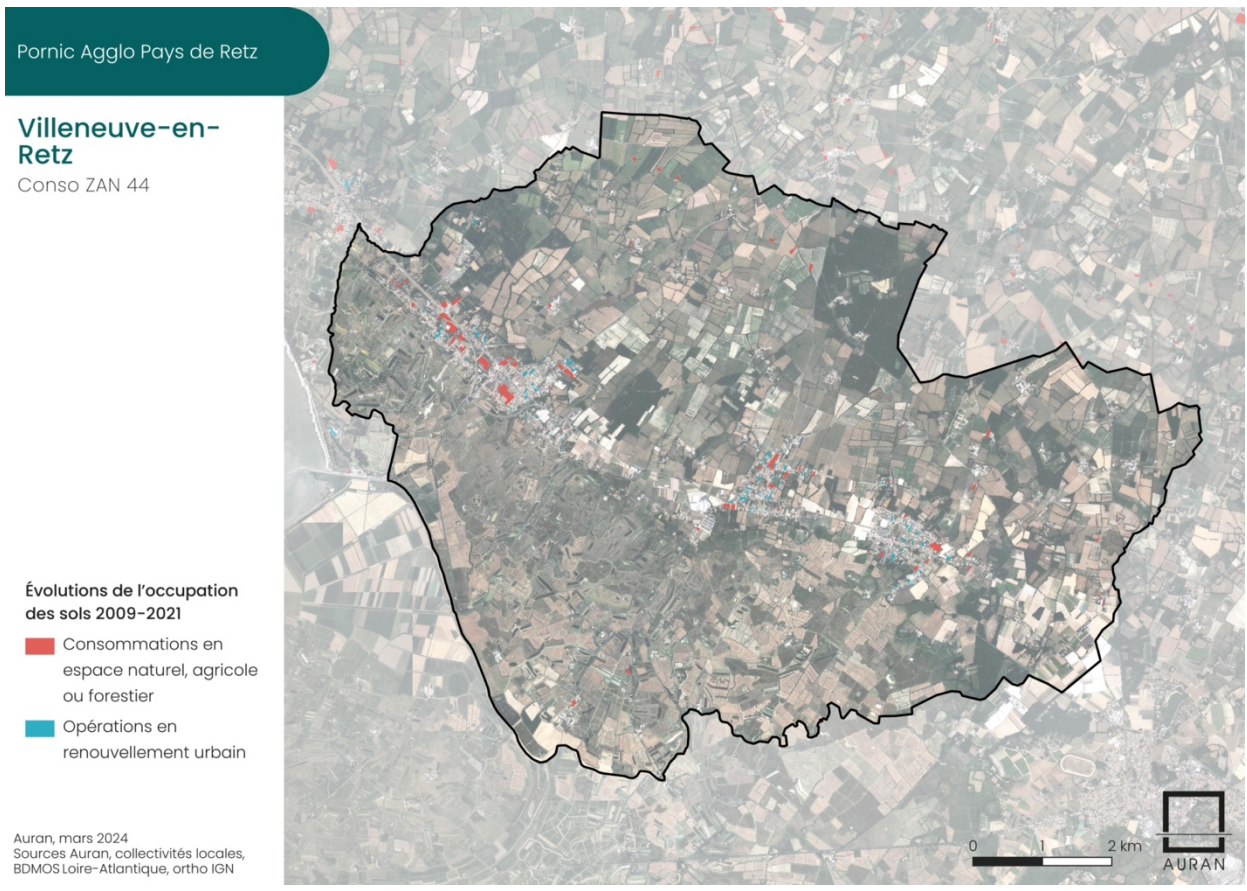 Pornic Agglo Pays de Retz
Villeneuve-en-
Retz
Conso ZAN 44
Évolutions de l'occupation
des sols 2009-2021
Consommations en
espace naturel, agricole
ou forestier
Opérations en
renouvellement urbain
Auran, mars 2024
Sources Auran, collectivités locales,
BDMOS Loire-Atlantique, ortho IGN
0 1 2 km
AURAN